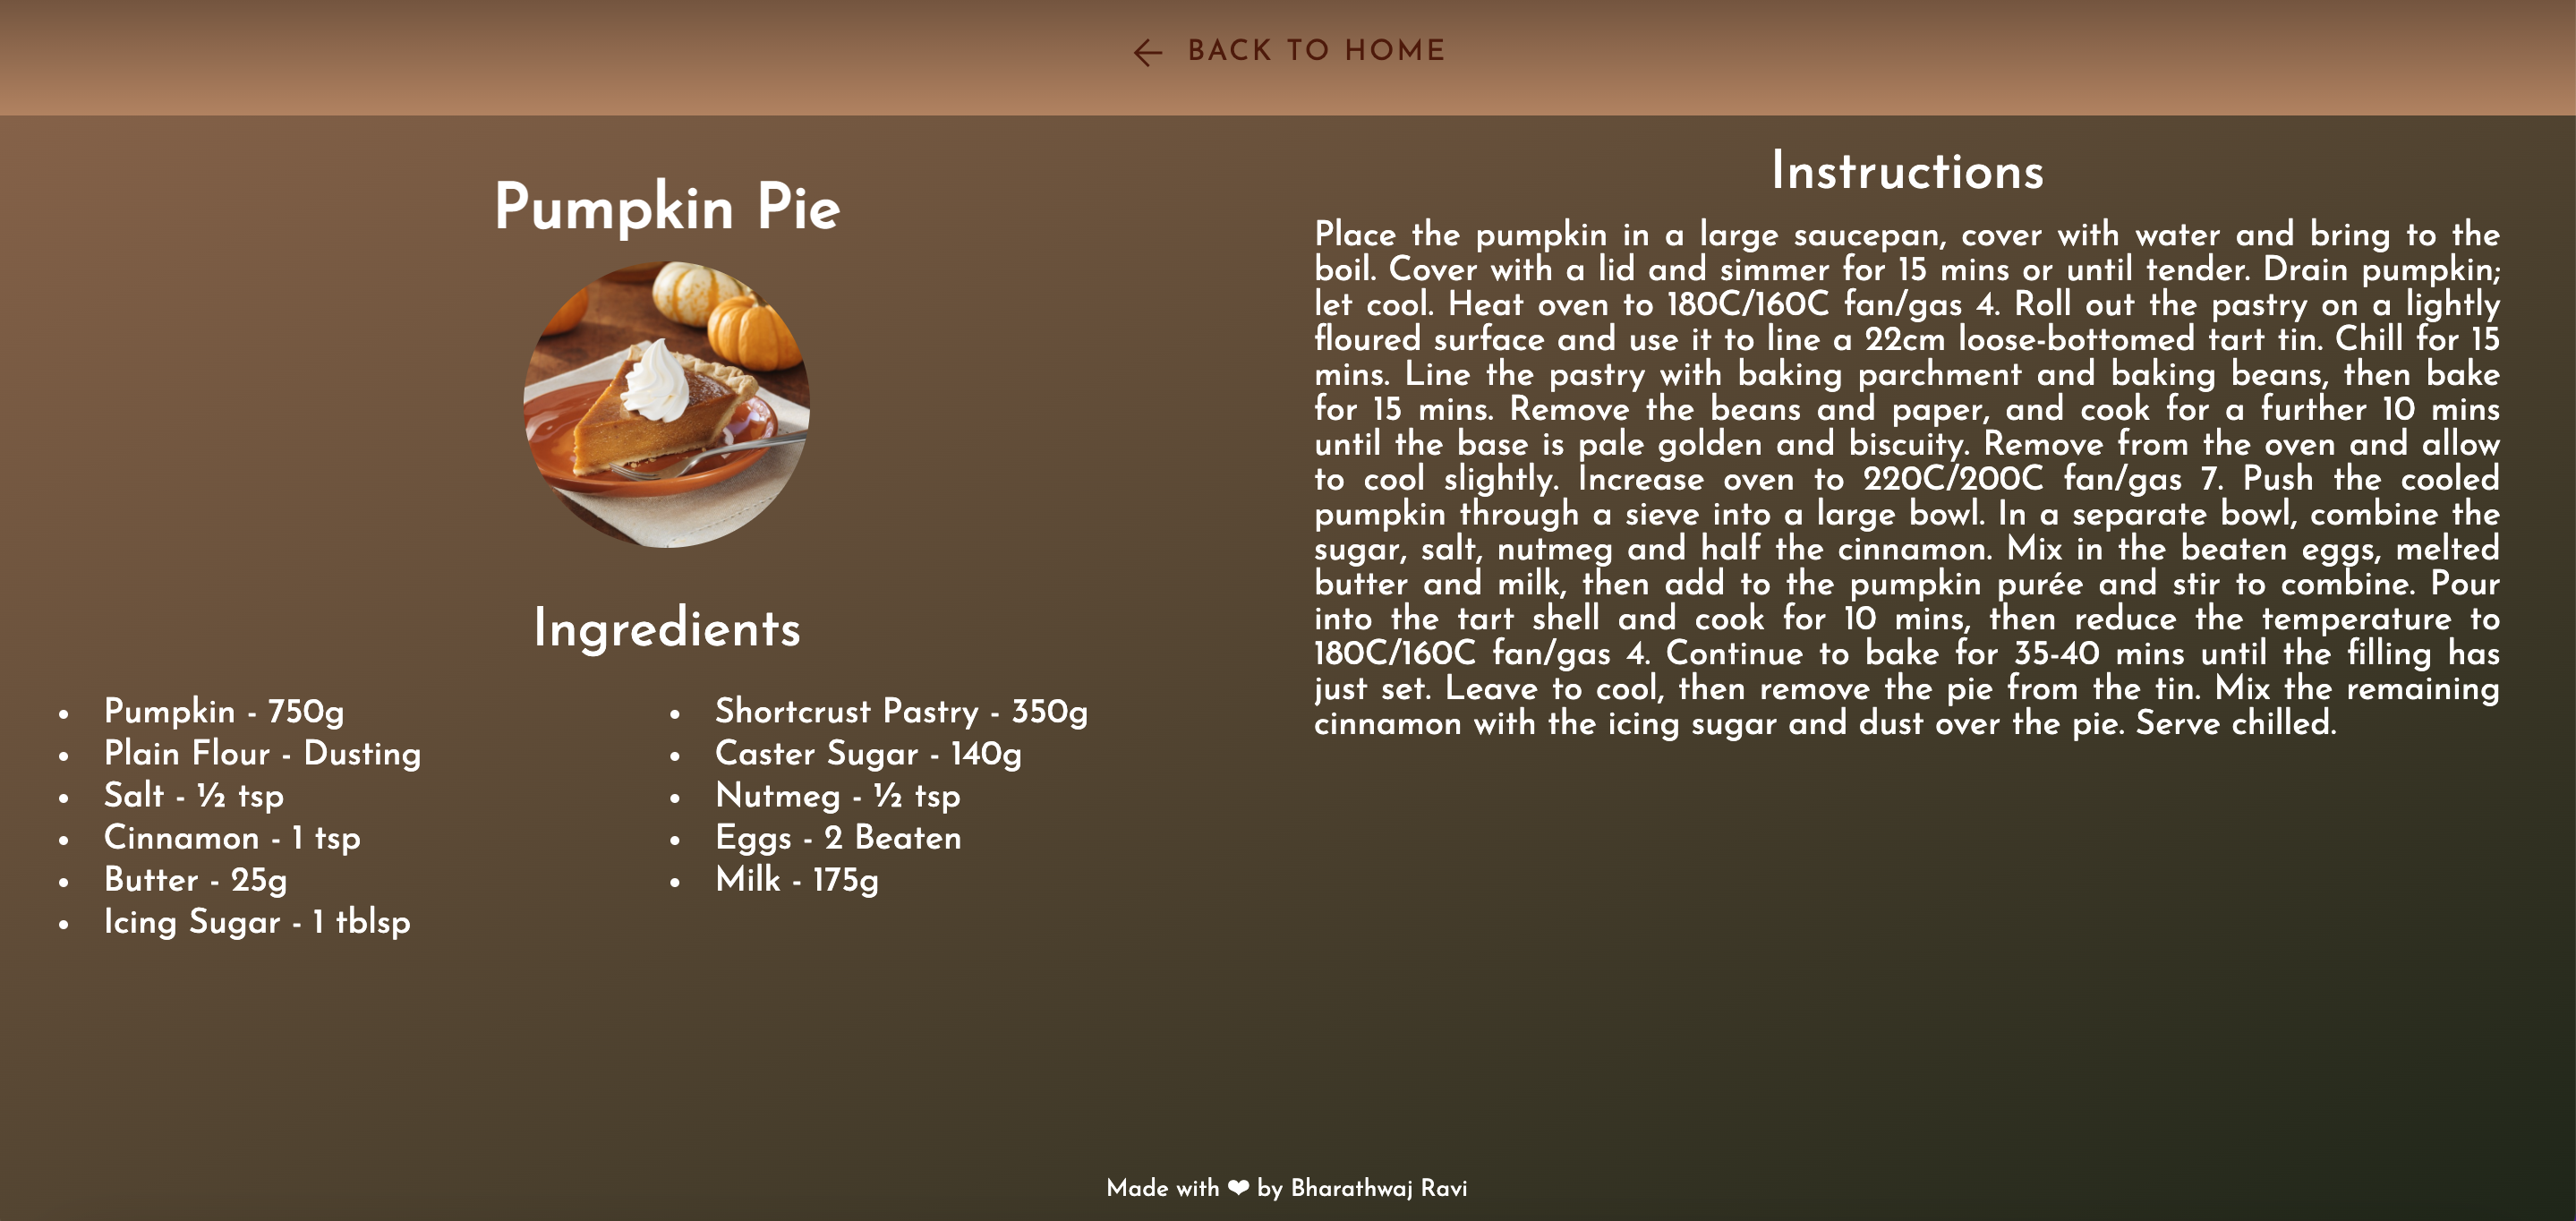 BACK TO HOME
Pumpkin Pie
Ingredients
Pumpkin - 750g
Plain Flour - Dusting
Salt - ½ tsp
Cinnamon - 1 tsp
Butter - 25g
Icing Sugar - 1 tblsp
Shortcrust Pastry - 350g
Caster Sugar - 140g
Nutmeg - ½ tsp
Eggs - 2 Beaten
Milk - 175g
Instructions
Place the pumpkin in a large saucepan, cover with water and bring to the
boil. Cover with a lid and simmer for 15 mins or until tender. Drain pumpkin;
let cool. Heat oven to 180C/160C fan/gas 4. Roll out the pastry on a lightly
floured surface and use it to line a 22cm loose-bottomed tart tin. Chill for 15
mins. Line the pastry with baking parchment and baking beans, then bake
for 15 mins. Remove the beans and paper, and cook for a further 10 mins
until the base is pale golden and biscuity. Remove from the oven and allow
to cool slightly. Increase oven to 220C/200C fan/gas 7. Push the cooled
pumpkin through a sieve into a large bowl. In a separate bowl, combine the
sugar, salt, nutmeg and half the cinnamon. Mix in the beaten eggs, melted
butter and milk, then add to the pumpkin purée and stir to combine. Pour
into the tart shell and cook for 10 mins, then reduce the temperature to
180C/160C fan/gas 4. Continue to bake for 35-40 mins until the filling has
just set. Leave to cool, then remove the pie from the tin. Mix the remaining
cinnamon with the icing sugar and dust over the pie. Serve chilled.
Made with ❤ by Bharathwaj Ravi